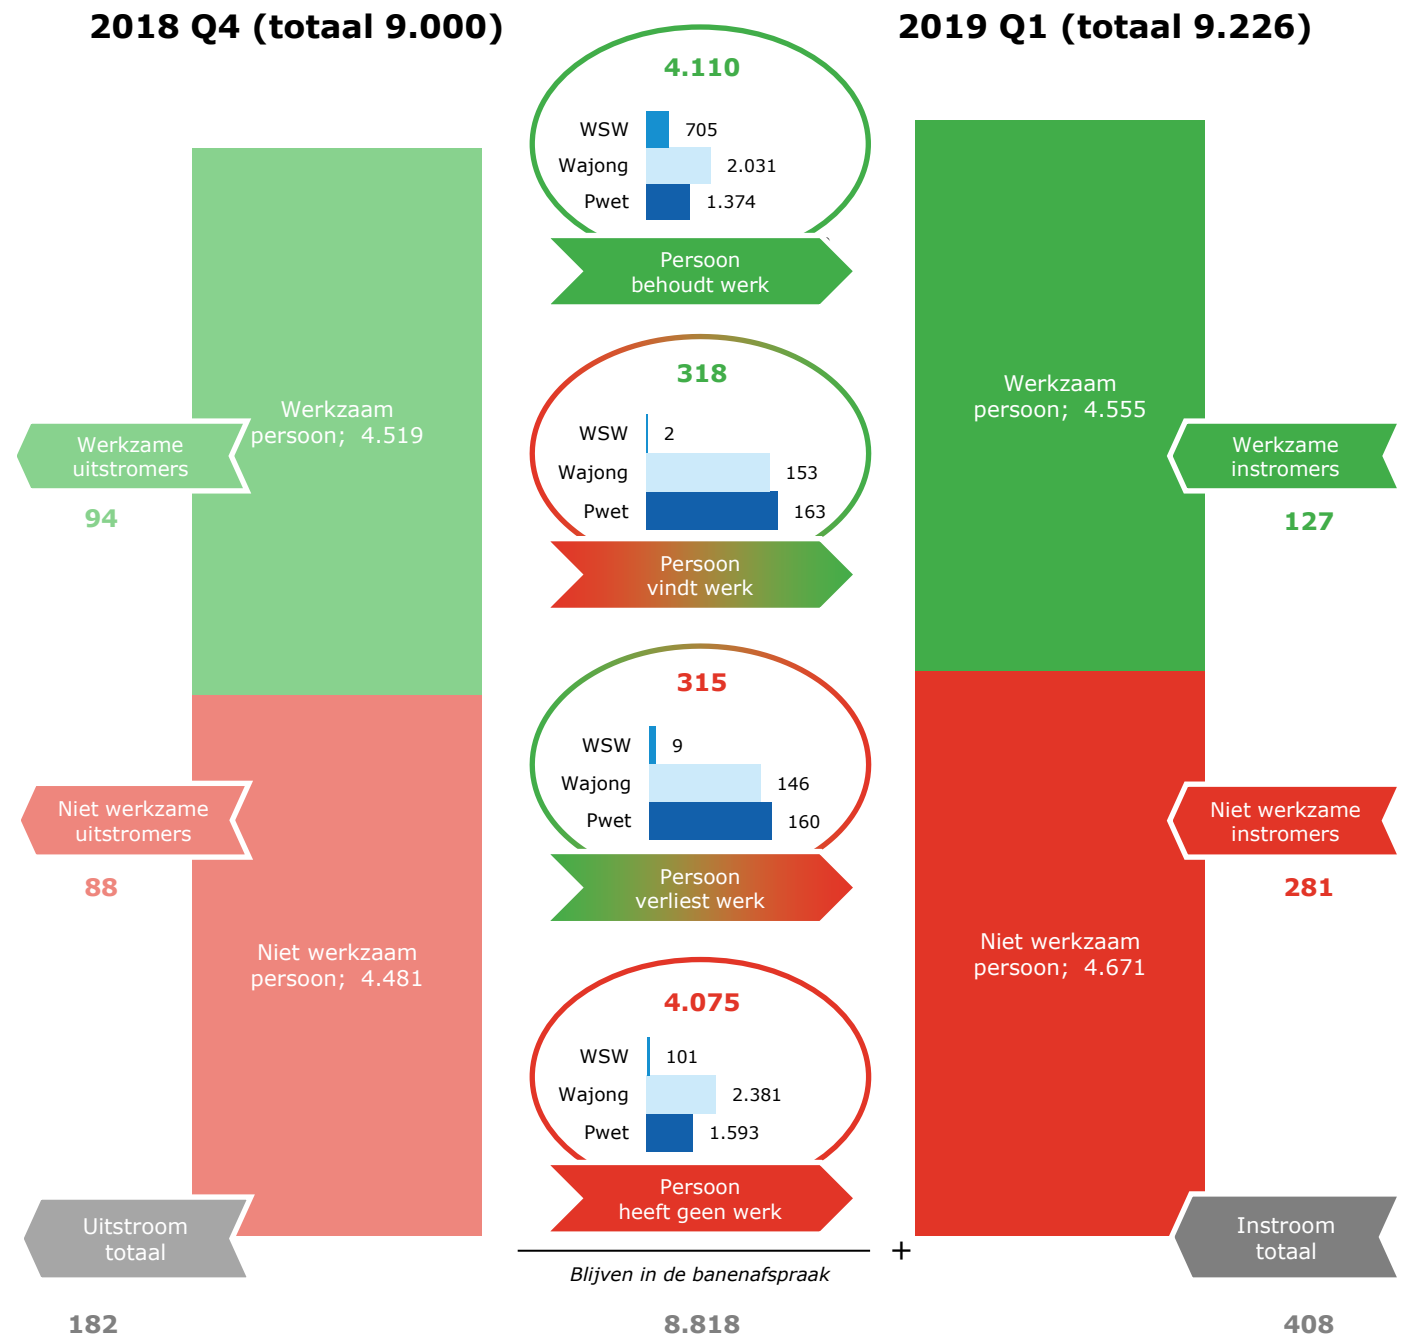 2018 Q4 (totaal 9.000)
2019 Q1 (totaal 9.226)
4.110
WSW 705
Wajong 2.031
Pwet 1.374
Persoon
behoudt werk
318
WSW 2
Wajong 153
Pwet 163
Persoon
vindt werk
315
WSW 9
Wajong 146
Pwet 160
Persoon
verliest werk
4.075
WSW 101
Wajong 2.381
Pwet 1.593
Persoon
heeft geen werk
Werkzaam
persoon; 4.519
Werkzame
uitstromers
94
Niet werkzame
uitstromers
88
Niet werkzaam
persoon; 4.481
Uitstroom
totaal
182
Werkzaam
persoon; 4.555
Werkzame
instromers
127
Niet werkzame
instromers
281
Niet werkzaam
persoon; 4.671
Instroom
totaal
408
+
Blijven in de banenafspraak
8.818